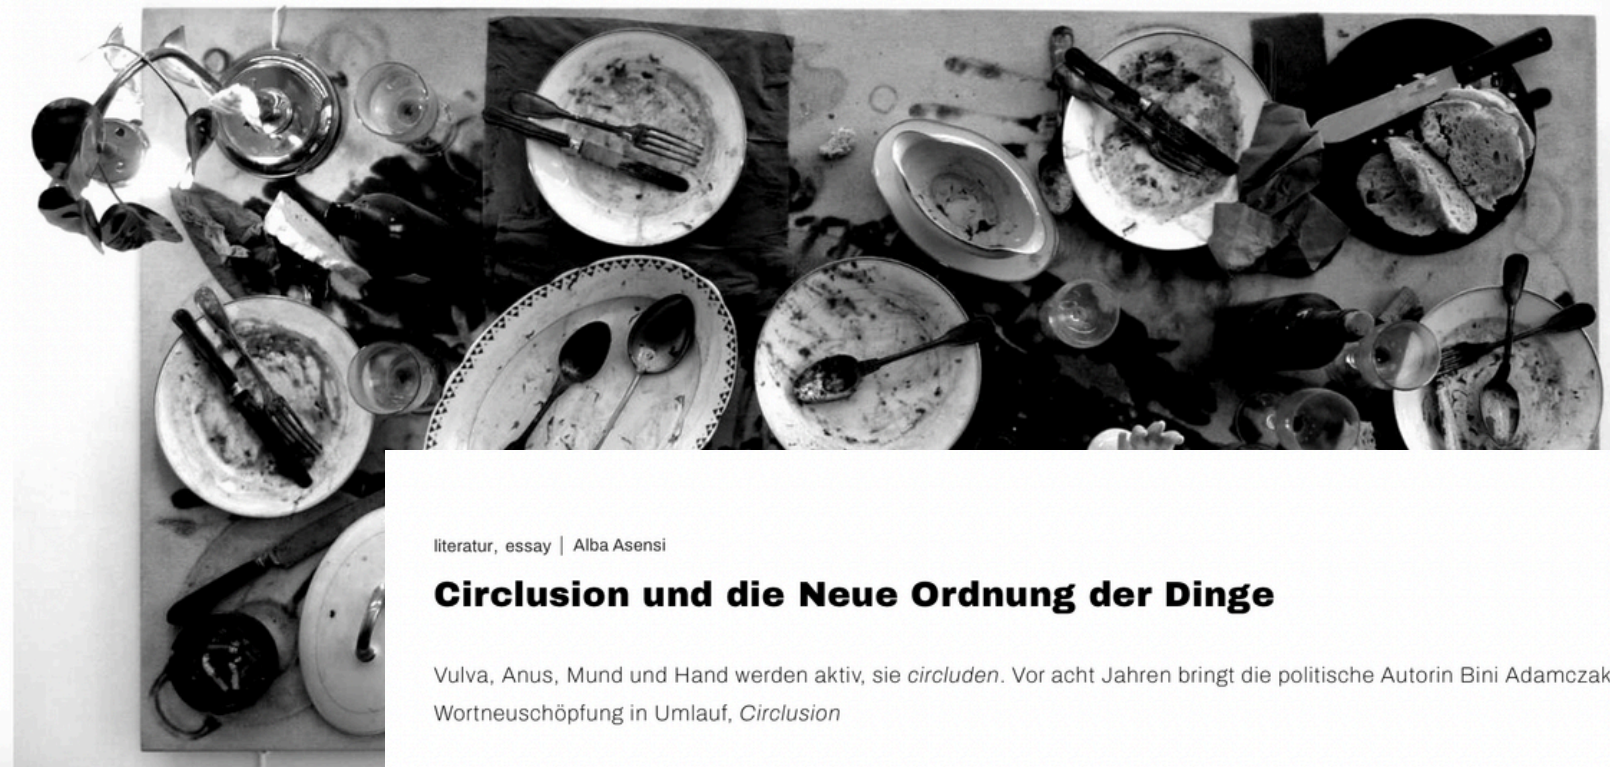 literatur, essay | Alba Asensi
Circlusion und die Neue Ordnung der Dinge
Vulva, Anus, Mund und Hand werden aktiv, sie circluden. Vor acht Jahren bringt die politische Autorin Bini Adamczak
Wortneuschöpfung in Umlauf, Circlusion